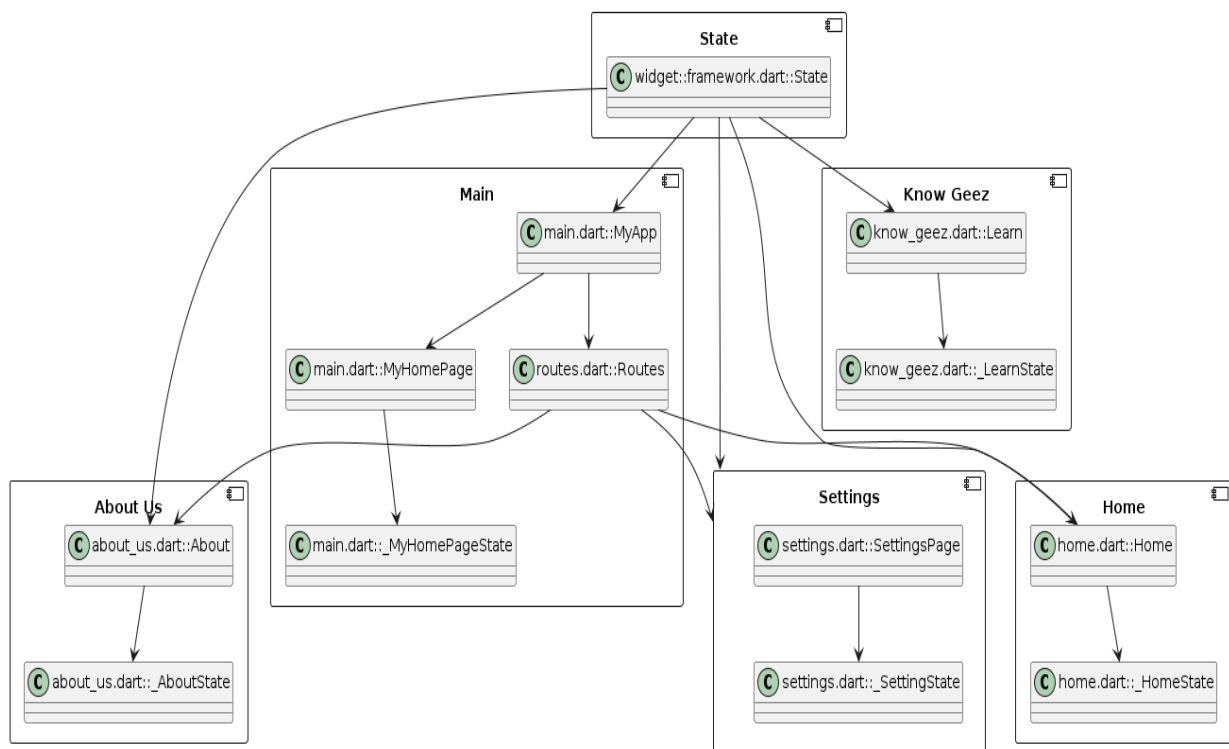 State
C widget::framework.dart::State
Main
Know Geez
C main.dart::MyApp
C know_geez.dart::Learn
C main.dart::MyHomePage
C routes.dart::Routes
C know_geez.dart::_LearnState
About Us
Settings
Home
C about_us.dart::About
C main.dart::_MyHomePageState
C settings.dart::SettingsPage
C home.dart::Home
C about_us.dart::_AboutState
C settings.dart::_SettingState
C home.dart::_HomeState